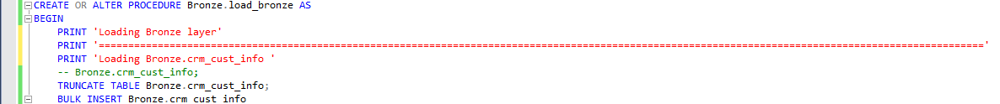 CREATE OR ALTER PROCEDURE Bronze.load_bronze AS
BEGIN
PRINT 'Loading Bronze layer'
PRINT '======================================================================================================================================================'
PRINT 'Loading Bronze.crm_cust_info '
-- Bronze.crm_cust_info;
TRUNCATE TABLE Bronze.crm_cust_info;
BULK INSERT Bronze.crm_cust_info